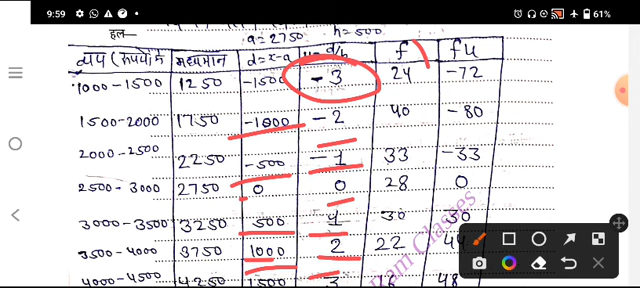 9:59
61%
हल—
a=2750 h=500
व्यय (रुपयों में मध्यमान d=x-a u=d/h f fu
1000-1500 1250 -1500 -3 24 -72
1500-2000 1750 -1000 -2 40 -80
2000-2500 2250 -500 -1 33 -33
2500-3000 2750 0 0 28 0
3000-3500 3250 500 1 30 30
3500-4000 3750 1000 2 22 44
4000-4500 4250 1500 3 16 48
nam Classes